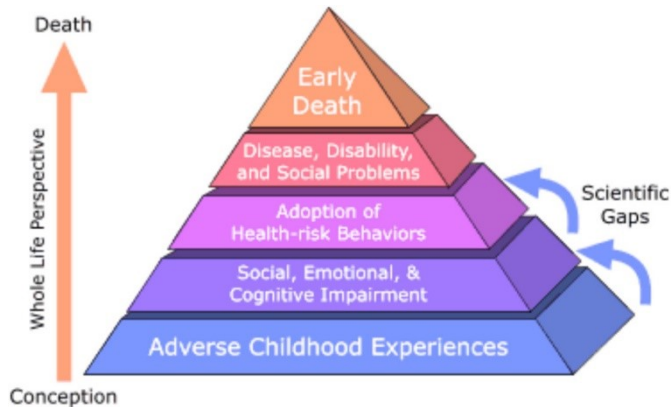 Death
Whole Life Perspective
Conception
Early
Death
Disease, Disability,
and Social Problems
Adoption of
Health-risk Behaviors
Social, Emotional, &
Cognitive Impairment
Adverse Childhood Experiences
Scientific
Gaps